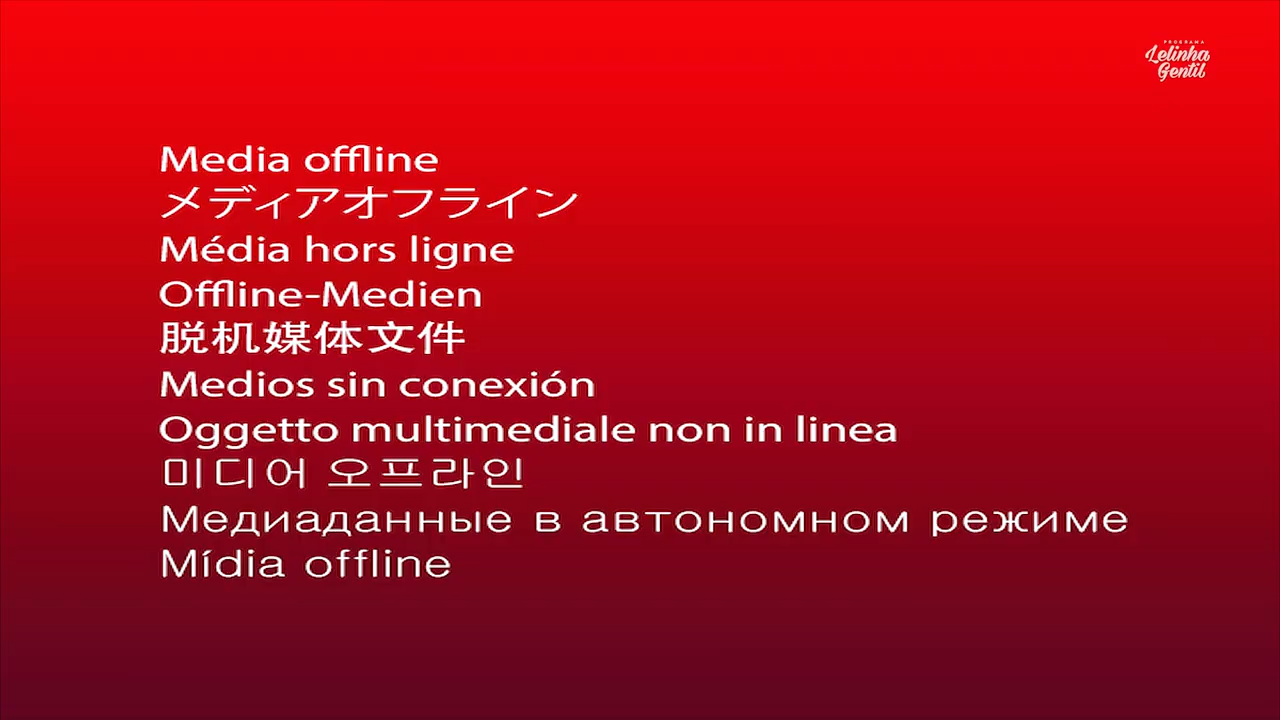 PROGRAMA
Lelinha
Gentil
Media offline
メディアオフライン
Média hors ligne
Offline-Medien
脱机媒体文件
Medios sin conexión
Oggetto multimediale non in linea
미디어 오프라인
Медиаданные в автономном режиме
Mídia offline